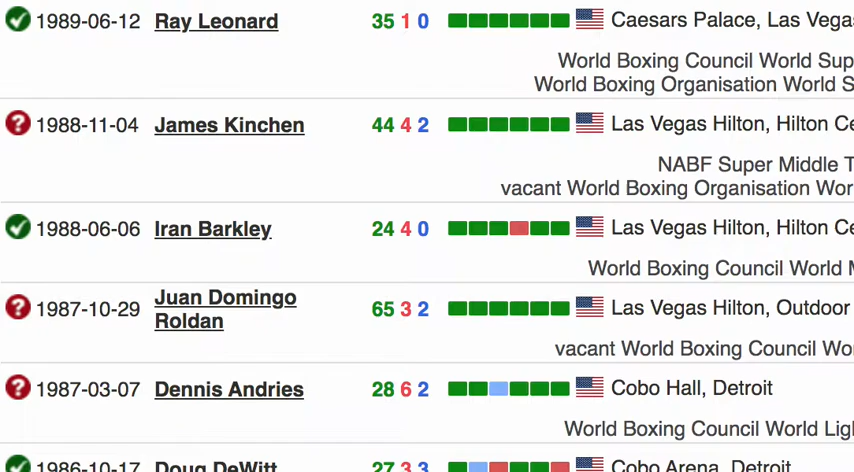 1989-06-12 Ray Leonard 35 1 0 Caesars Palace, Las Vegas
World Boxing Council World Sup
World Boxing Organisation World S
1988-11-04 James Kinchen 44 4 2 Las Vegas Hilton, Hilton Ce
NABF Super Middle T
vacant World Boxing Organisation Wor
1988-06-06 Iran Barkley 24 4 0 Las Vegas Hilton, Hilton Ce
World Boxing Council World M
1987-10-29 Juan Domingo Roldan 65 3 2 Las Vegas Hilton, Outdoor
vacant World Boxing Council Wo
1987-03-07 Dennis Andries 28 6 2 Cobo Hall, Detroit
World Boxing Council World Ligh
1986-10-17 Doug DeWitt 27 3 3 Cobo Arena, Detroit